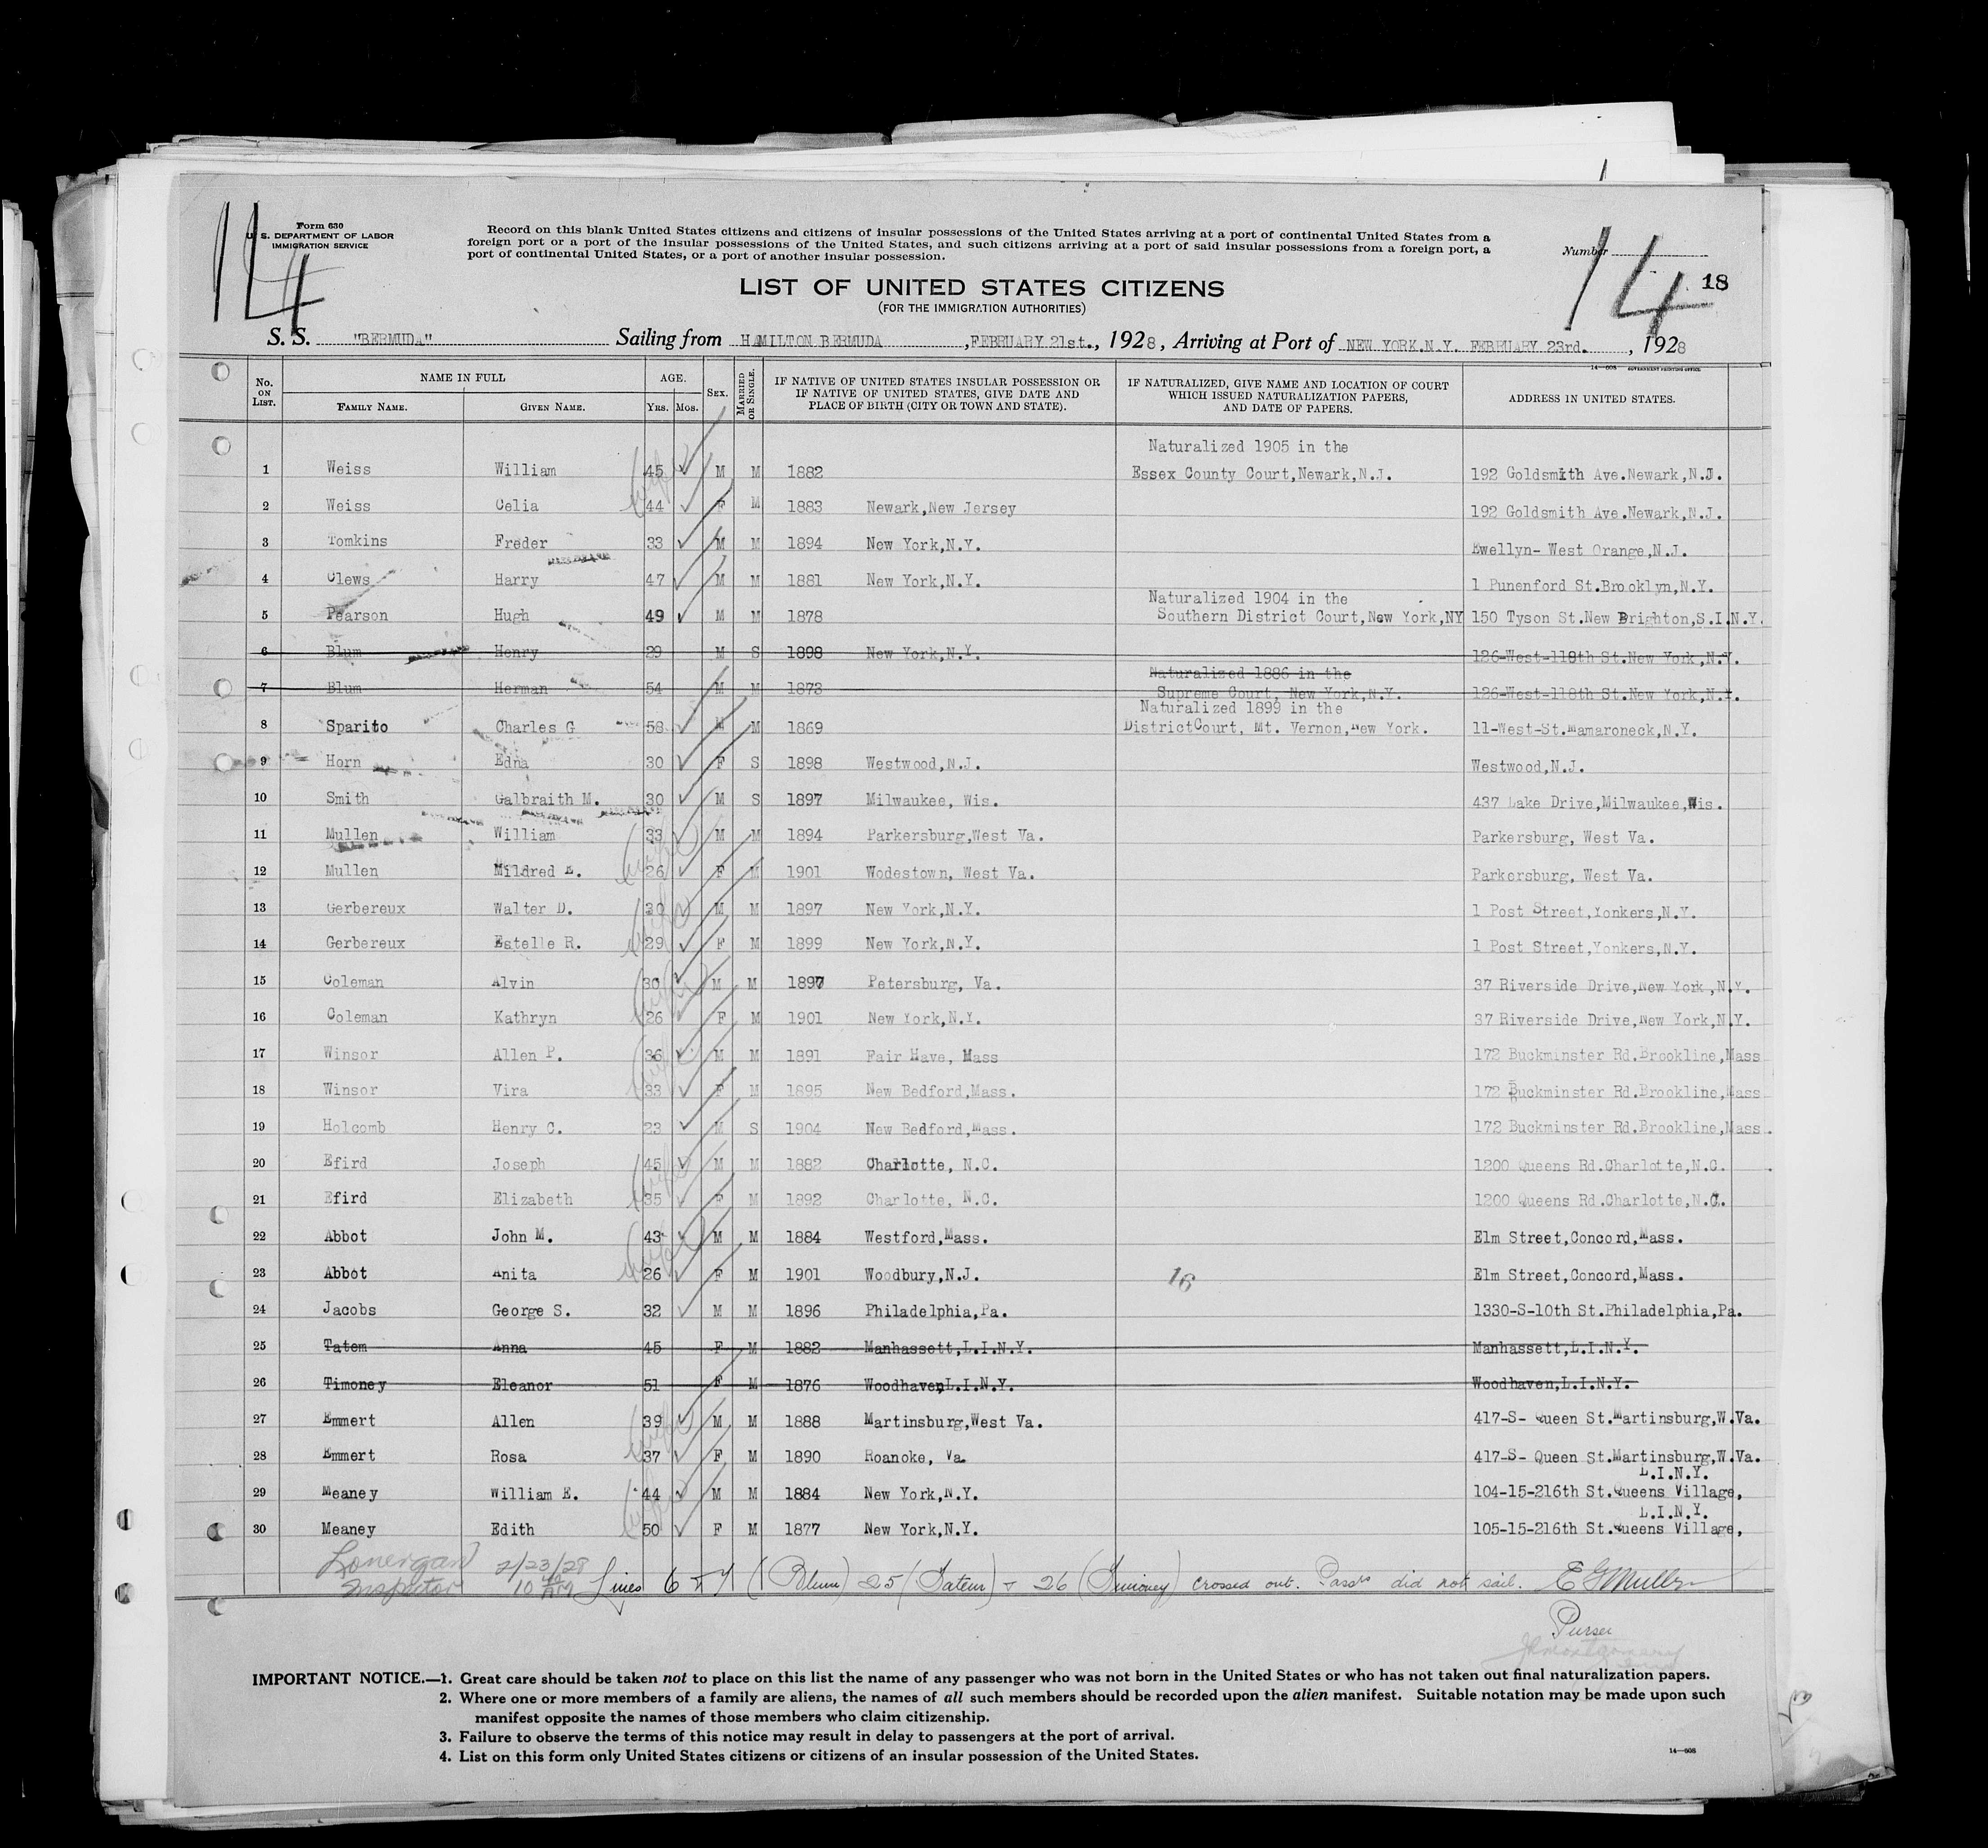 14
Form 630
U. S. DEPARTMENT OF LABOR
IMMIGRATION SERVICE
Record on this blank United States citizens and citizens of insular possessions of the United States arriving at a port of continental United States from a
foreign port or a port of the insular possessions of the United States, and such citizens arriving at a port of said insular possessions from a foreign port, a
port of continental United States, or a port of another insular possession.
Number 14
18
LIST OF UNITED STATES CITIZENS
(FOR THE IMMIGRATION AUTHORITIES)
S. S. "BERMUDA" Sailing from HAMILTON BERMUDA ,FEBRUARY 21st., 1928, Arriving at Port of NEW YORK.N.Y. FEBRUARY 23rd. , 1928
14—608 GOVERNMENT PRINTING OFFICE
No. ON LIST. NAME IN FULL AGE. SEX. MARRIED OR SINGLE. IF NATIVE OF UNITED STATES INSULAR POSSESSION OR IF NATIVE OF UNITED STATES, GIVE DATE AND PLACE OF BIRTH (CITY OR TOWN AND STATE). IF NATURALIZED, GIVE NAME AND LOCATION OF COURT WHICH ISSUED NATURALIZATION PAPERS, AND DATE OF PAPERS. ADDRESS IN UNITED STATES.
FAMILY NAME. GIVEN NAME. YRS. MOS.
Naturalized 1905 in the
1 Weiss William 45 M M 1882 Essex County Court,Newark,N.J. 192 Goldsmith Ave.Newark,N.J.
2 Weiss Celia 44 F M 1883 Newark,New Jersey 192 Goldsmith Ave.Newark,N.J.
3 Tomkins Freder 33 M M 1894 New York,N.Y. Ewellyn- West Orange,N.J.
4 Clews Harry 47 M M 1881 New York,N.Y. 1 Punenford St.Brooklyn,N.Y.
Naturalized 1904 in the
5 Pearson Hugh 49 M M 1878 Southern District Court,New York,NY 150 Tyson St.New Brighton,S.I.N.Y.
6 Blum Henry 29 M S 1898 New York,N.Y. 126-West-118th St.New York,N.Y.
Naturalized 1886 in the
7 Blum Herman 54 M M 1873 Supreme Court, New York,N.Y. 126-West-118th St.New York,N.Y.
Naturalized 1899 in the
8 Sparito Charles G 58 M M 1869 DistrictCourt, Mt. Vernon,New York. 11-West-St.Mamaroneck,N.Y.
9 Horn Edna 30 F S 1898 Westwood,N.J. Westwood,N.J.
10 Smith Galbraith M. 30 M S 1897 Milwaukee, Wis. 437 Lake Drive,Milwaukee,Wis.
11 Mullen William 33 M M 1894 Parkersburg,West Va. Parkersburg, West Va.
12 Mullen Mildred E. 26 F M 1901 Wodestown, West Va. Parkersburg, West Va.
13 Gerbereux Walter D. 30 M M 1897 New York,N.Y. 1 Post Street,Yonkers,N.Y.
14 Gerbereux Estelle R. 29 F M 1899 New York,N.Y. 1 Post Street,Yonkers,N.Y.
15 Coleman Alvin 30 M M 1897 Petersburg, Va. 37 Riverside Drive,New York,N.Y.
16 Coleman Kathryn 26 F M 1901 New York,N.Y. 37 Riverside Drive,New York,N.Y.
17 Winsor Allen P. 36 M M 1891 Fair Have, Mass 172 Buckminster Rd.Brookline,Mass
18 Winsor Vira 33 F M 1895 New Bedford,Mass. 172 Buckminster Rd.Brookline,Mass
19 Holcomb Henry C. 23 M S 1904 New Bedford,Mass. 172 Buckminster Rd.Brookline,Mass.
20 Efird Joseph 45 M M 1882 Charlotte, N.C. 1200 Queens Rd.Charlotte,N.C.
21 Efird Elizabeth 35 F M 1892 Charlotte, N.C. 1200 Queens Rd.Charlotte,N.C.
22 Abbot John M. 43 M M 1884 Westford,Mass. Elm Street,Concord,Mass.
23 Abbot Anita 26 F M 1901 Woodbury,N.J. 16 Elm Street,Concord,Mass.
24 Jacobs George S. 32 M M 1896 Philadelphia,Pa. 1330-S-10th St.Philadelphia,Pa.
25 Tatem Anna 45 F M 1882 Manhassett,L.I.N.Y. Manhassett,L.I.N.Y.
26 Timoney Eleanor 51 F M 1876 Woodhaven,L.I.N.Y. Woodhaven,L.I.N.Y.
27 Emmert Allen 39 M M 1888 Martinsburg,West Va. 417-S- Queen St.Martinsburg,W.Va.
28 Emmert Rosa 37 F M 1890 Roanoke, Va. 417-S- Queen St.Martinsburg,W.Va.
L.I.N.Y.
29 Meaney William E. 44 M M 1884 New York,N.Y. 104-15-216th St.Queens Village,
L.I.N.Y.
30 Meaney Edith 50 F M 1877 New York,N.Y. 105-15-216th St.Queens Village,
Lonergan 2/23/28
Inspector 10 40 AM Lines 6 & 7 (Blum) 25 (Tatem) & 26 (Timoney) crossed out. Pass'rs did not sail. E G Muller
Purser
JR Montgomery
IMPORTANT NOTICE.—1. Great care should be taken not to place on this list the name of any passenger who was not born in the United States or who has not taken out final naturalization papers.
2. Where one or more members of a family are aliens, the names of all such members should be recorded upon the alien manifest. Suitable notation may be made upon such
manifest opposite the names of those members who claim citizenship.
3. Failure to observe the terms of this notice may result in delay to passengers at the port of arrival.
4. List on this form only United States citizens or citizens of an insular possession of the United States.
14—608